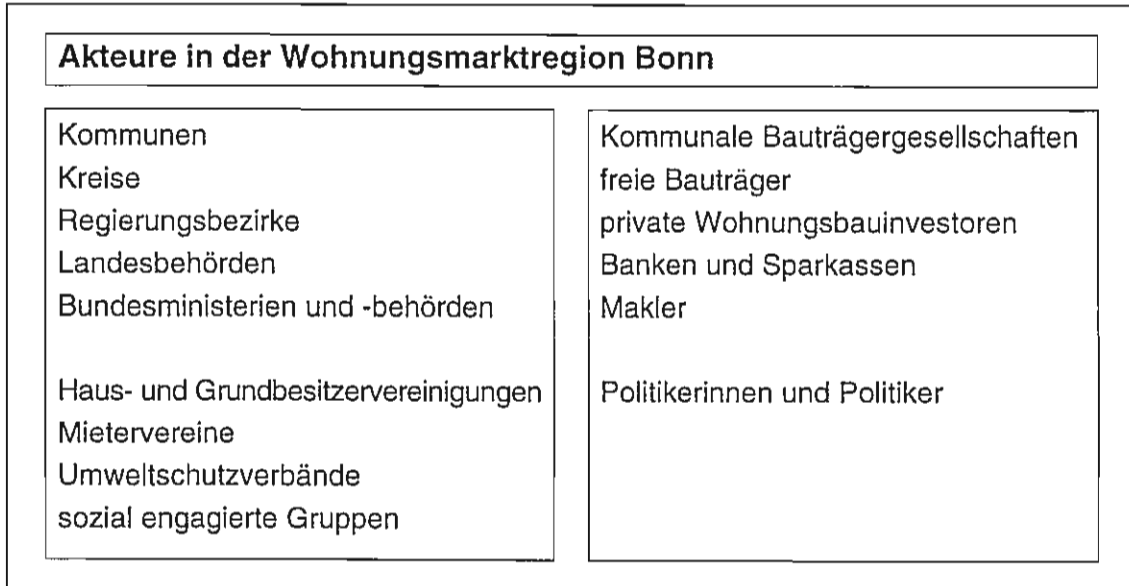 Akteure in der Wohnungsmarktregion Bonn
Kommunen
Kreise
Regierungsbezirke
Landesbehörden
Bundesministerien und -behörden
Haus- und Grundbesitzervereinigungen
Mietervereine
Umweltschutzverbände
sozial engagierte Gruppen
Kommunale Bauträgergesellschaften
freie Bauträger
private Wohnungsbauinvestoren
Banken und Sparkassen
Makler
Politikerinnen und Politiker